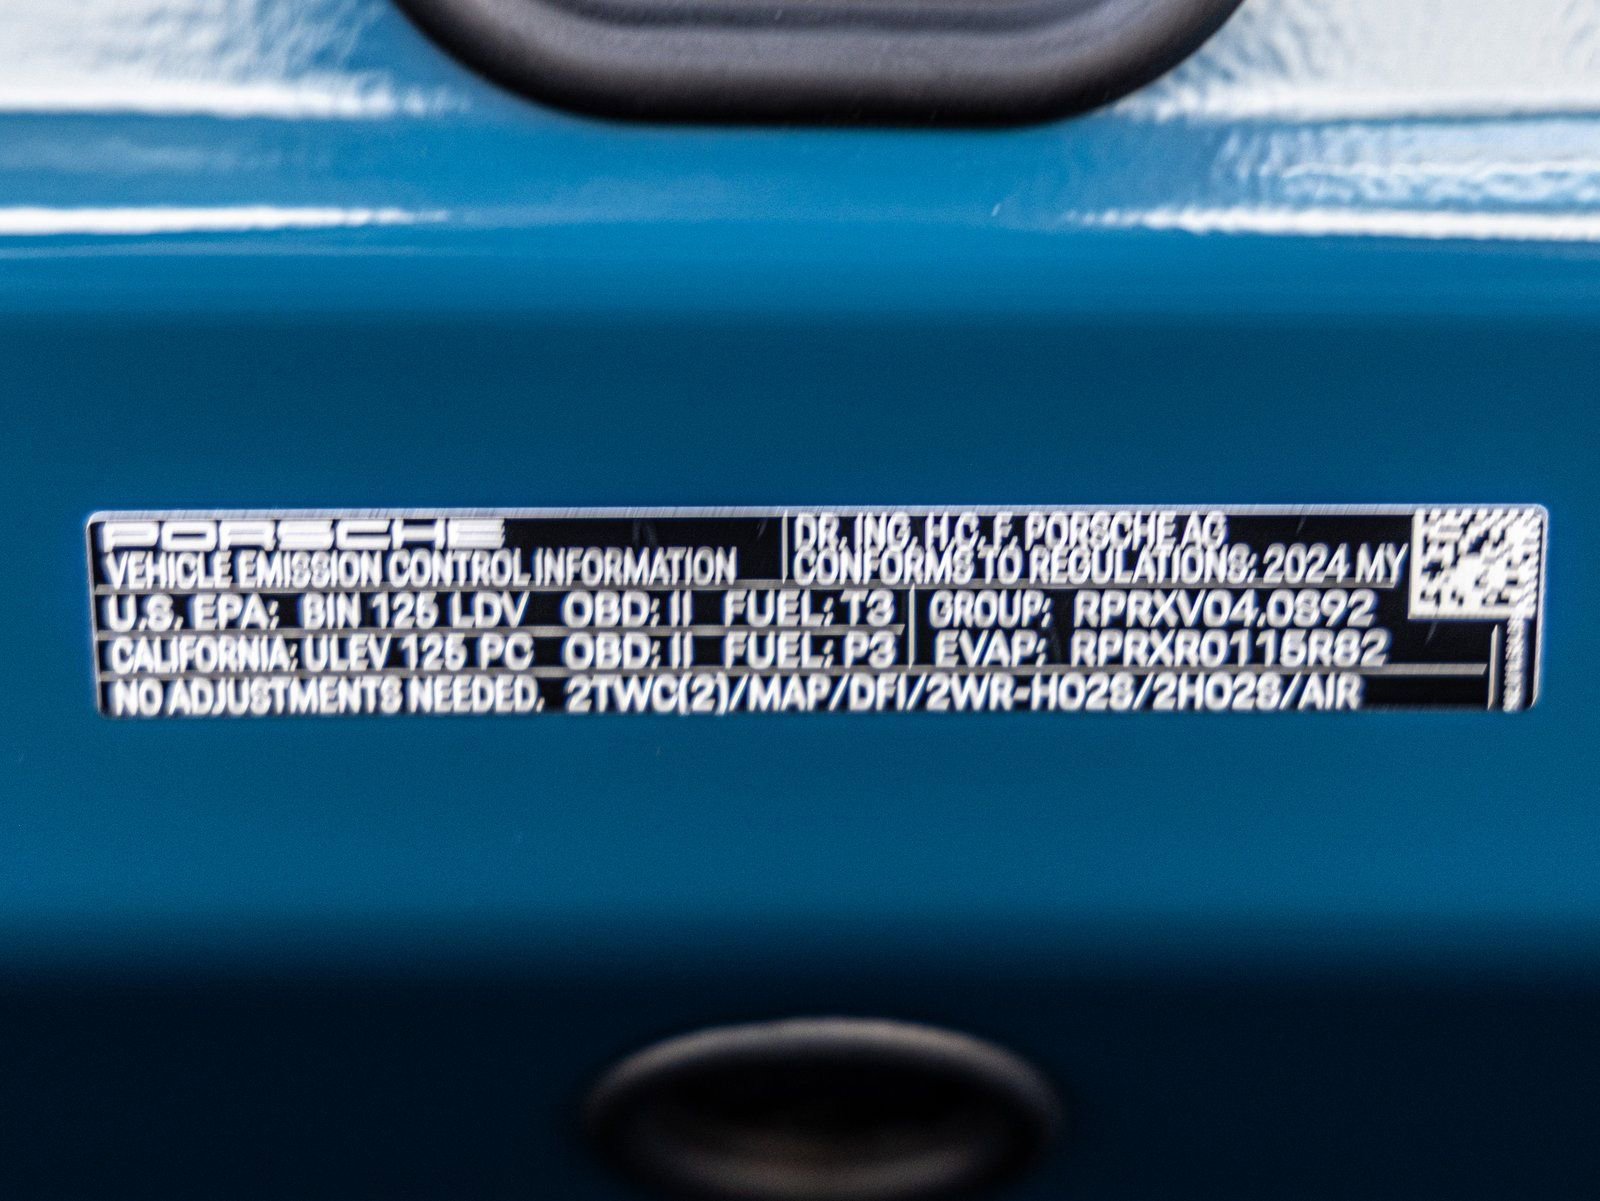 PORSCHE
VEHICLE EMISSION CONTROL INFORMATION
DR. ING. H.C. F. PORSCHE AG
CONFORMS TO REGULATIONS: 2024 MY
U.S. EPA: BIN 125 LDV OBD: II FUEL: T3
CALIFORNIA: ULEV 125 PC OBD: II FUEL: P3
GROUP: RPRXV04.0S92
EVAP: RPRXR0115R82
NO ADJUSTMENTS NEEDED. 2TWC(2)/MAP/DFI/2WR-HO2S/2HO2S/AIR